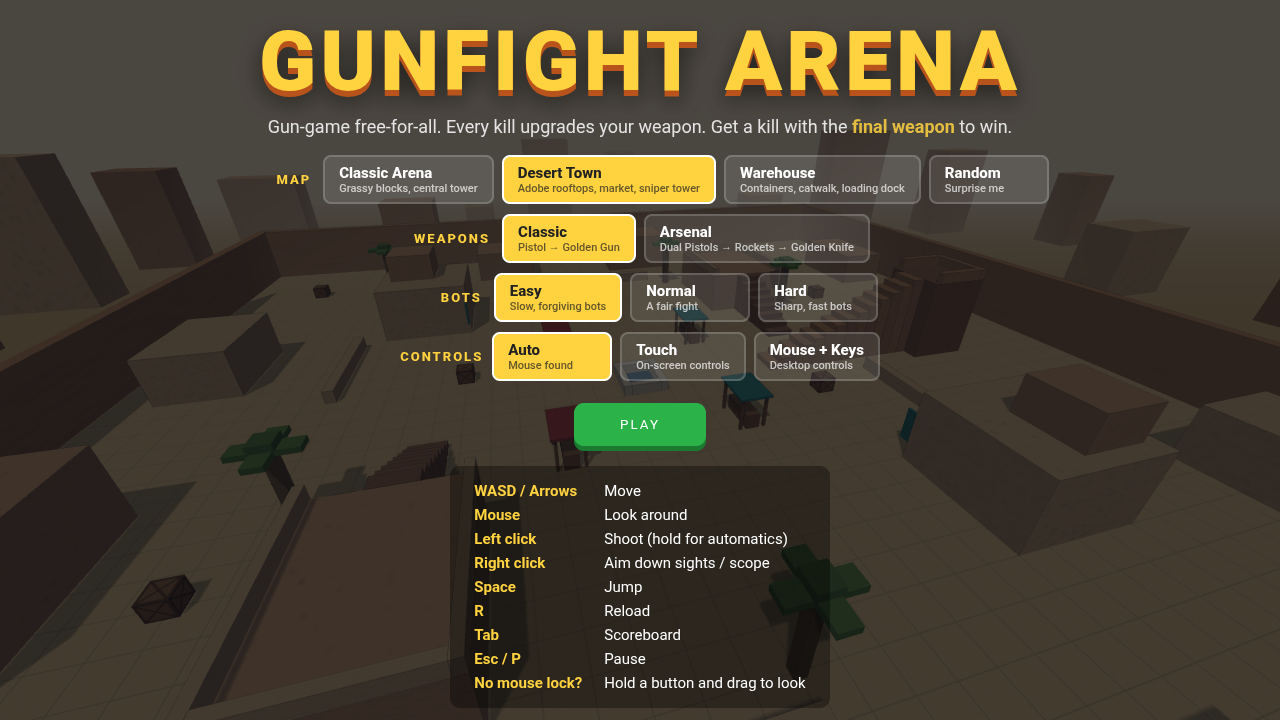 GUNFIGHT ARENA
Gun-game free-for-all. Every kill upgrades your weapon. Get a kill with the final weapon to win.
MAP
Classic Arena
Grassy blocks, central tower
Desert Town
Adobe rooftops, market, sniper tower
Warehouse
Containers, catwalk, loading dock
Random
Surprise me
WEAPONS
Classic
Pistol → Golden Gun
Arsenal
Dual Pistols → Rockets → Golden Knife
BOTS
Easy
Slow, forgiving bots
Normal
A fair fight
Hard
Sharp, fast bots
CONTROLS
Auto
Mouse found
Touch
On-screen controls
Mouse + Keys
Desktop controls
PLAY
WASD / Arrows Move
Mouse Look around
Left click Shoot (hold for automatics)
Right click Aim down sights / scope
Space Jump
R Reload
Tab Scoreboard
Esc / P Pause
No mouse lock? Hold a button and drag to look